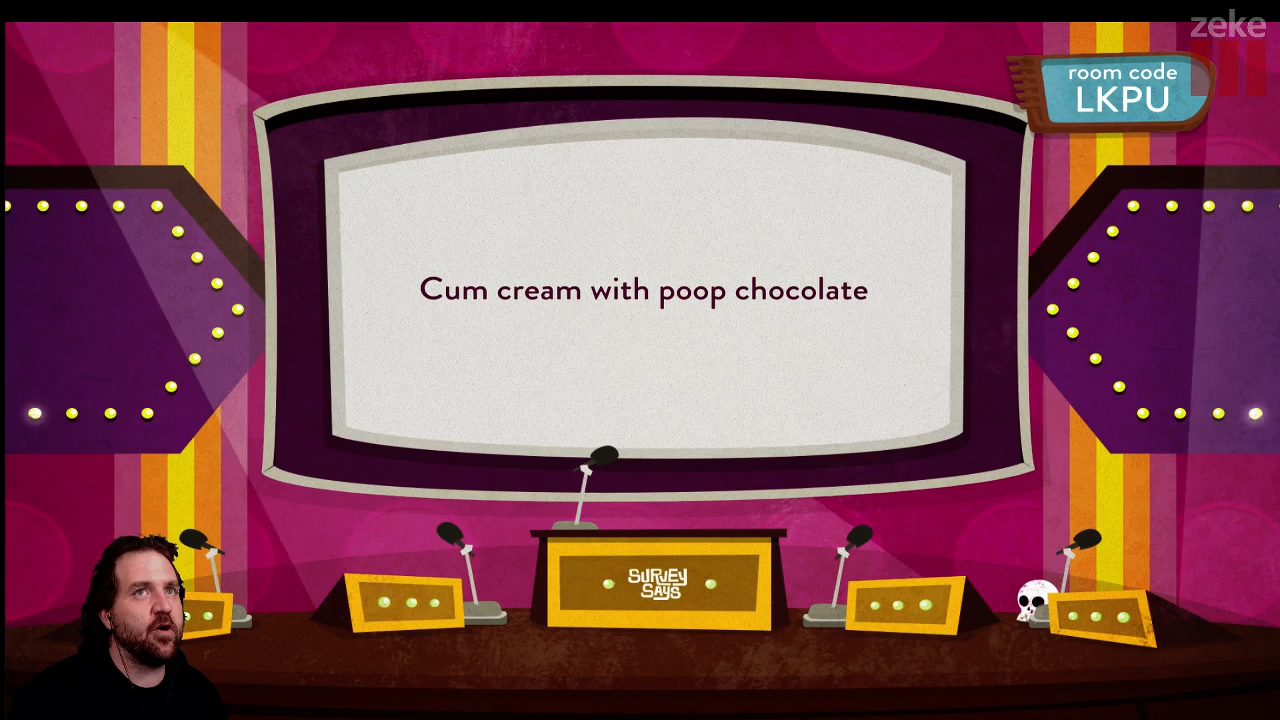 zeke
room code
LKPU
Cum cream with poop chocolate
SURVEY
SAYS